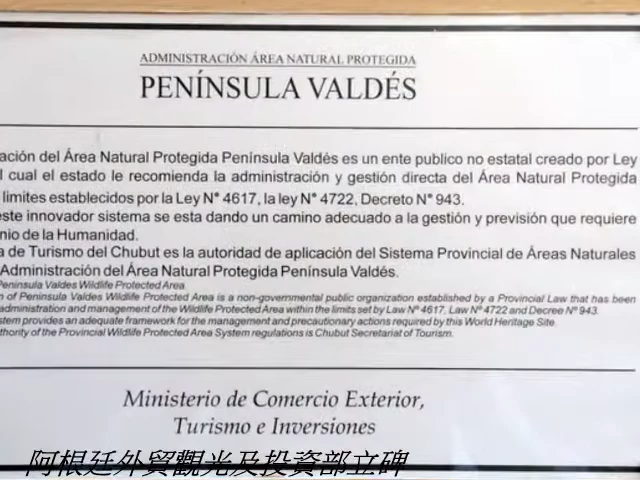 ADMINISTRACIÓN ÁREA NATURAL PROTEGIDA
PENÍNSULA VALDÉS
ación del Área Natural Protegida Península Valdés es un ente publico no estatal creado por Ley
l cual el estado le recomienda la administración y gestión directa del Área Natural Protegida
limites establecidos por la Ley N° 4617, la ley N° 4722, Decreto N° 943.
este innovador sistema se esta dando un camino adecuado a la gestión y previsión que requiere
nio de la Humanidad.
a de Turismo del Chubut es la autoridad de aplicación del Sistema Provincial de Áreas Naturales
Administración del Área Natural Protegida Península Valdés.
Peninsula Valdes Wildlife Protected Area
n of Peninsula Valdes Wildlife Protected Area is a non-governmental public organization established by a Provincial Law that has been
administration and management of the Wildlife Protected Area within the limits set by Law N° 4617, Law N° 4722 and Decree N° 943.
stem provides an adequate framework for the management and precautionary actions required by this World Heritage Site.
thority of the Provincial Wildlife Protected Area System regulations is Chubut Secretariat of Tourism.
Ministerio de Comercio Exterior,
Turismo e Inversiones
阿根廷外貿觀光及投資部立碑